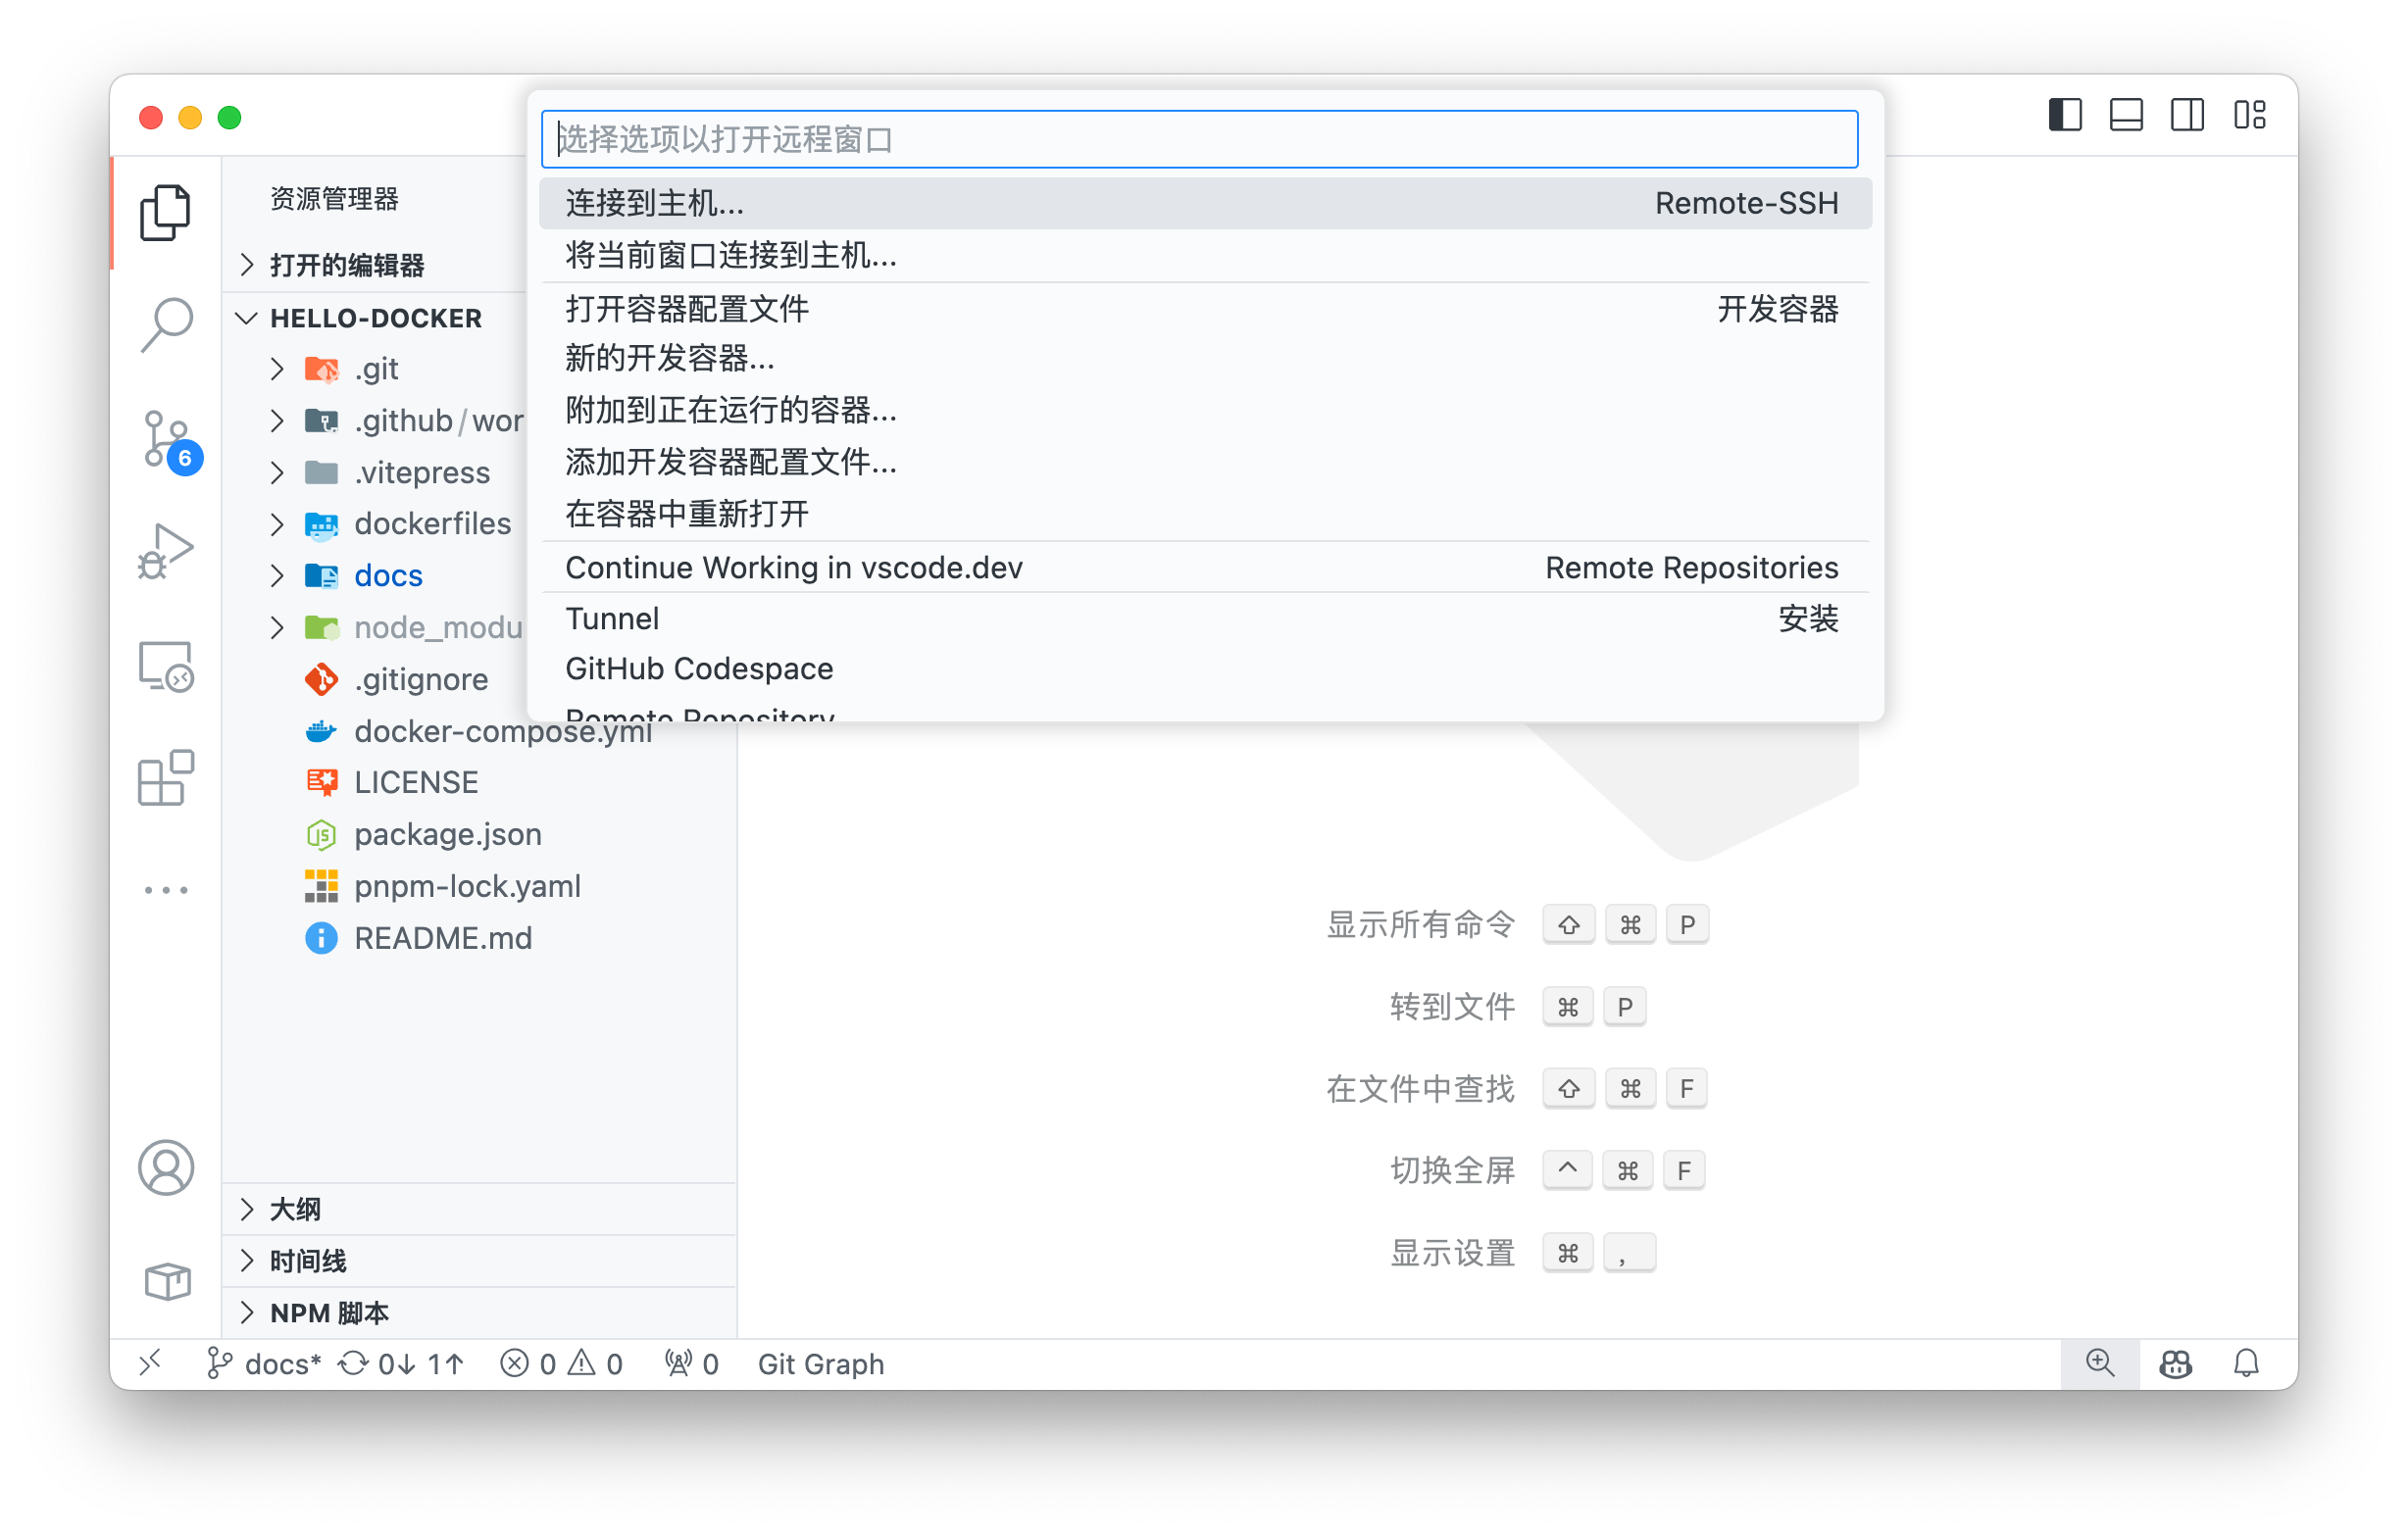 选择选项以打开远程窗口
连接到主机... Remote-SSH
将当前窗口连接到主机...
打开容器配置文件 开发容器
新的开发容器...
附加到正在运行的容器...
添加开发容器配置文件...
在容器中重新打开
Continue Working in vscode.dev Remote Repositories
Tunnel 安装
GitHub Codespace
Remote Repository
资源管理器
打开的编辑器
HELLO-DOCKER
.git
.github/wor
.vitepress
dockerfiles
docs
node_modu
.gitignore
docker-compose.yml
LICENSE
package.json
pnpm-lock.yaml
README.md
6
大纲
时间线
NPM 脚本
显示所有命令 ⇧ ⌘ P
转到文件 ⌘ P
在文件中查找 ⇧ ⌘ F
切换全屏 ^ ⌘ F
显示设置 ⌘ ,
docs* 0↓ 1↑ 0 0 0 Git Graph